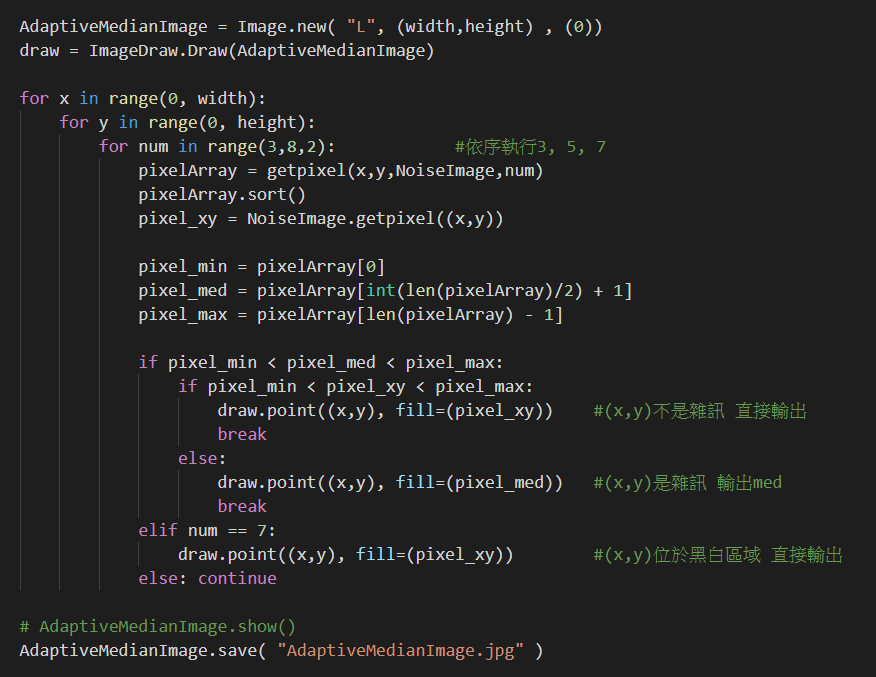 AdaptiveMedianImage = Image.new( "L", (width,height) , (0))
draw = ImageDraw.Draw(AdaptiveMedianImage)
for x in range(0, width):
for y in range(0, height):
for num in range(3,8,2): #依序執行3, 5, 7
pixelArray = getpixel(x,y,NoiseImage,num)
pixelArray.sort()
pixel_xy = NoiseImage.getpixel((x,y))
pixel_min = pixelArray[0]
pixel_med = pixelArray[int(len(pixelArray)/2) + 1]
pixel_max = pixelArray[len(pixelArray) - 1]
if pixel_min < pixel_med < pixel_max:
if pixel_min < pixel_xy < pixel_max:
draw.point((x,y), fill=(pixel_xy)) #(x,y)不是雜訊 直接輸出
break
else:
draw.point((x,y), fill=(pixel_med)) #(x,y)是雜訊 輸出med
break
elif num == 7:
draw.point((x,y), fill=(pixel_xy)) #(x,y)位於黑白區域 直接輸出
else: continue
# AdaptiveMedianImage.show()
AdaptiveMedianImage.save( "AdaptiveMedianImage.jpg" )